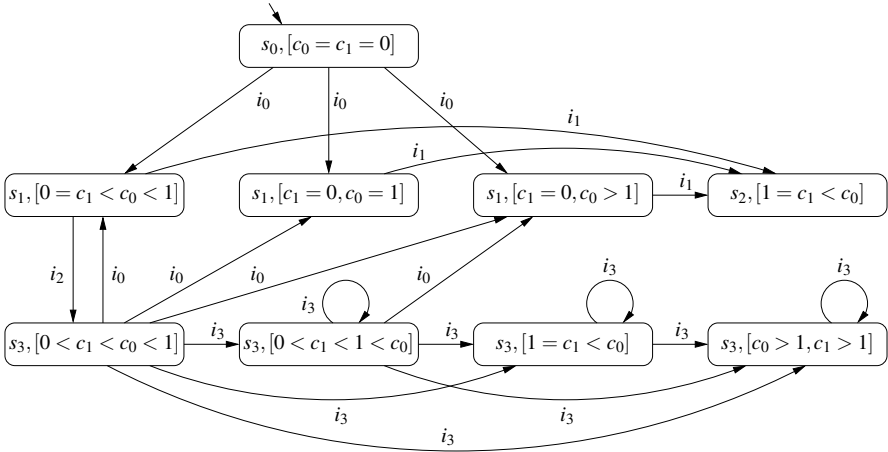 s₀,[c₀ = c₁ = 0]
i₀ i₀ i₀
i₁
i₁
s₁,[0 = c₁ < c₀ < 1] s₁,[c₁ = 0,c₀ = 1] s₁,[c₁ = 0,c₀ > 1] i₁ s₂,[1 = c₁ < c₀]
i₂ i₀ i₀ i₀ i₀
i₃ i₃ i₃
s₃,[0 < c₁ < c₀ < 1] i₃ s₃,[0 < c₁ < 1 < c₀] i₃ s₃,[1 = c₁ < c₀] i₃ s₃,[c₀ > 1,c₁ > 1]
i₃ i₃
i₃